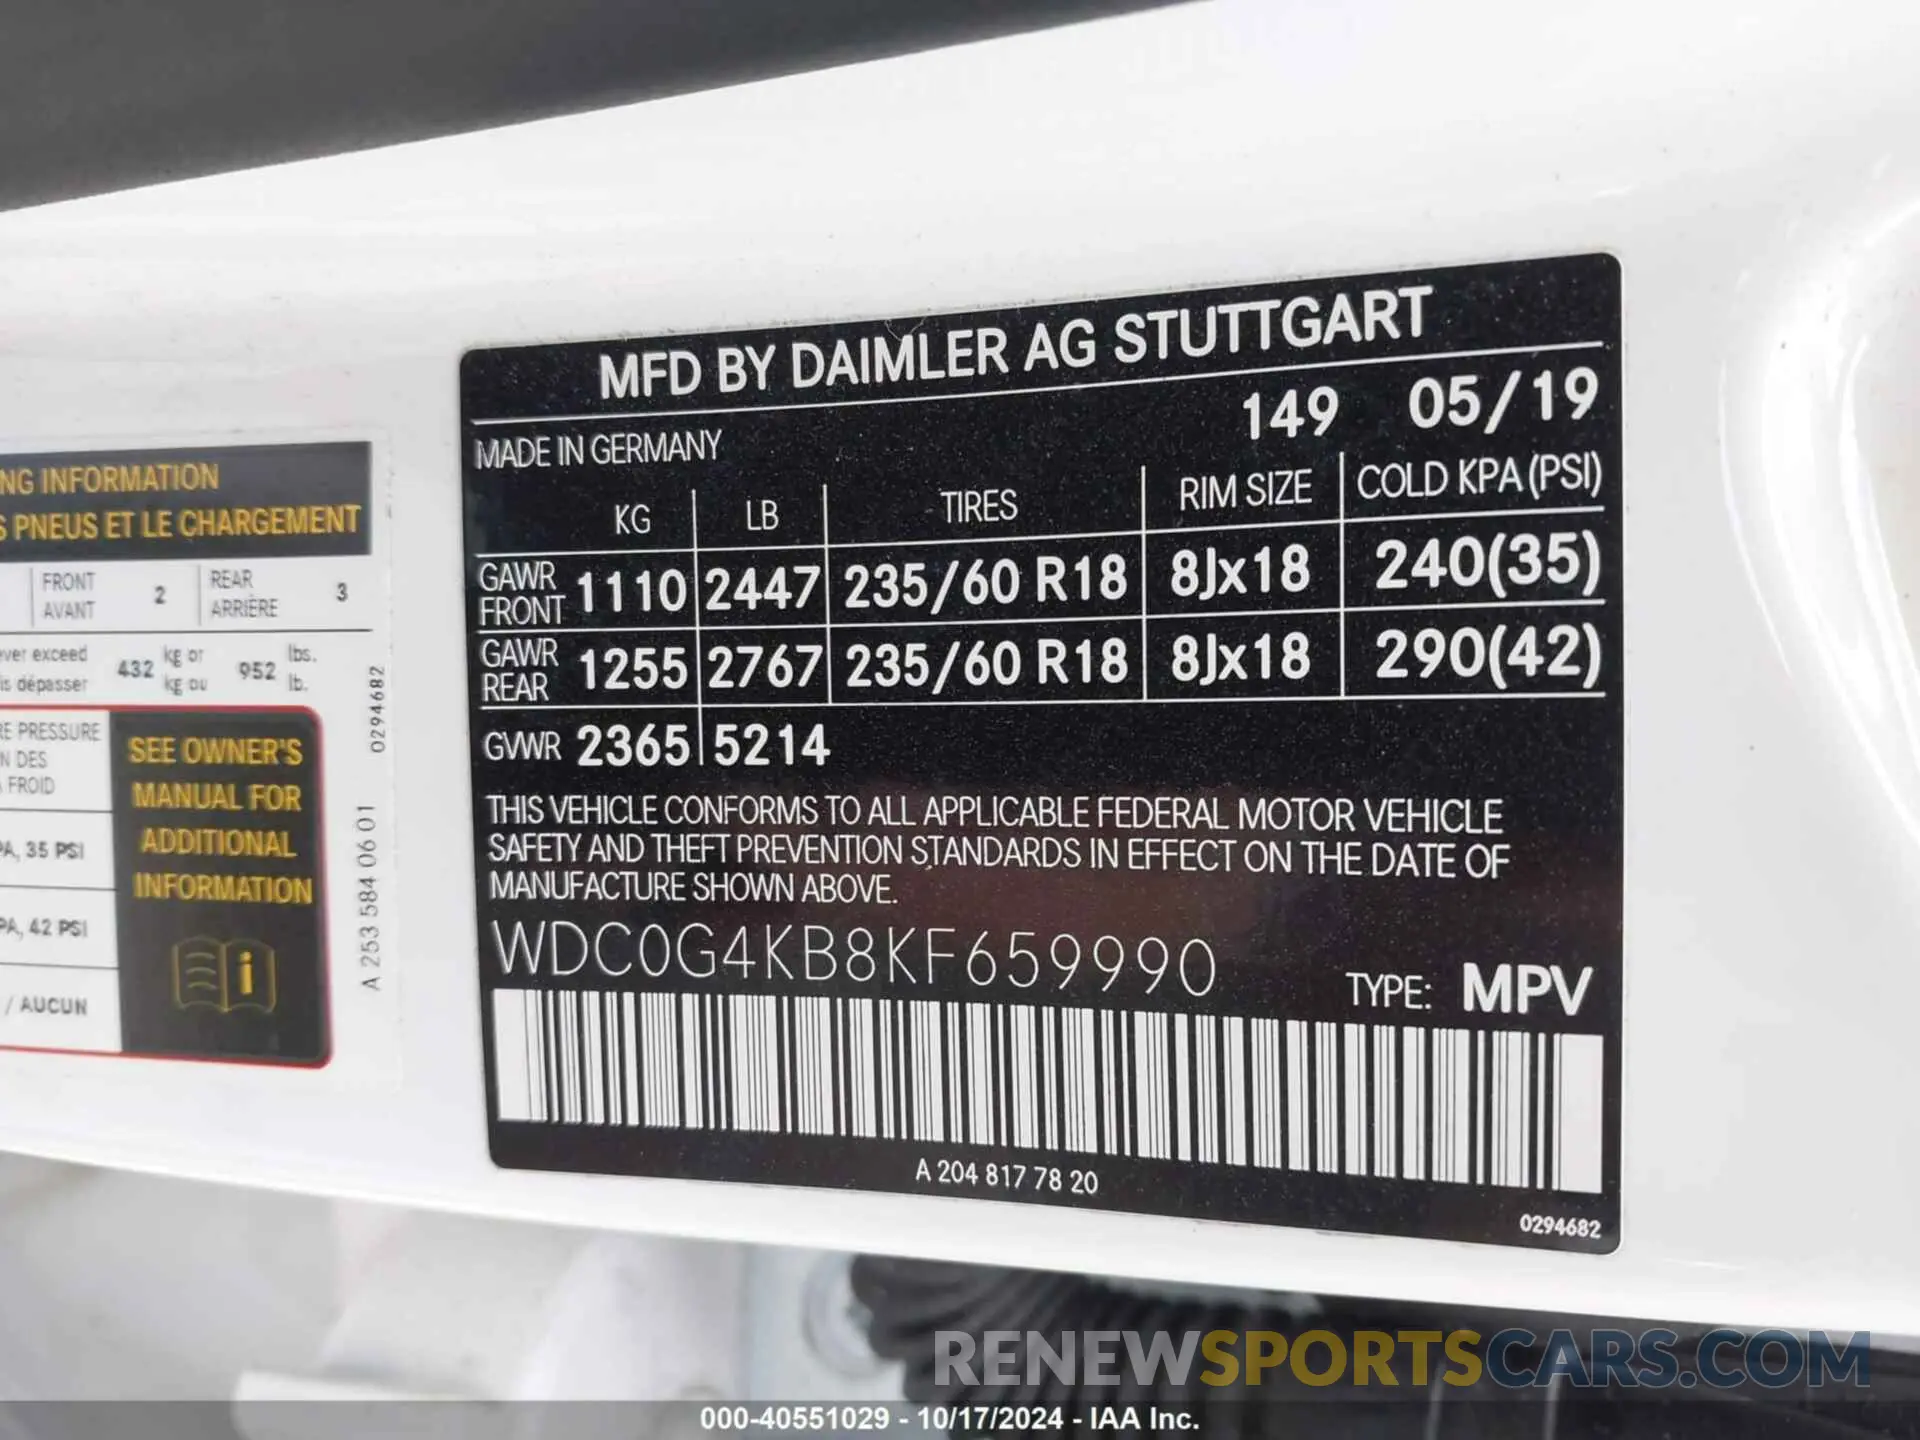 NG INFORMATION
S PNEUS ET LE CHARGEMENT
FRONT 2 REAR 3
AVANT ARRIÈRE
ver exceed 432 kg or 952 lbs.
is dépasser kg ou lb.
RE PRESSURE
N DES
FROID
PA, 35 PSI
PA, 42 PSI
/ AUCUN
SEE OWNER'S
MANUAL FOR
ADDITIONAL
INFORMATION
i
A 253 584 06 01
0294682
MFD BY DAIMLER AG STUTTGART
149 05/19
MADE IN GERMANY
KG LB TIRES RIM SIZE COLD KPA (PSI)
GAWR FRONT 1110 2447 235/60 R18 8Jx18 240(35)
GAWR REAR 1255 2767 235/60 R18 8Jx18 290(42)
GVWR 2365 5214
THIS VEHICLE CONFORMS TO ALL APPLICABLE FEDERAL MOTOR VEHICLE
SAFETY AND THEFT PREVENTION STANDARDS IN EFFECT ON THE DATE OF
MANUFACTURE SHOWN ABOVE.
WDC0G4KB8KF659990
TYPE: MPV
A 204 817 78 20
0294682
RENEWSPORTSCARS.COM
000-40551029 - 10/17/2024 - IAA Inc.